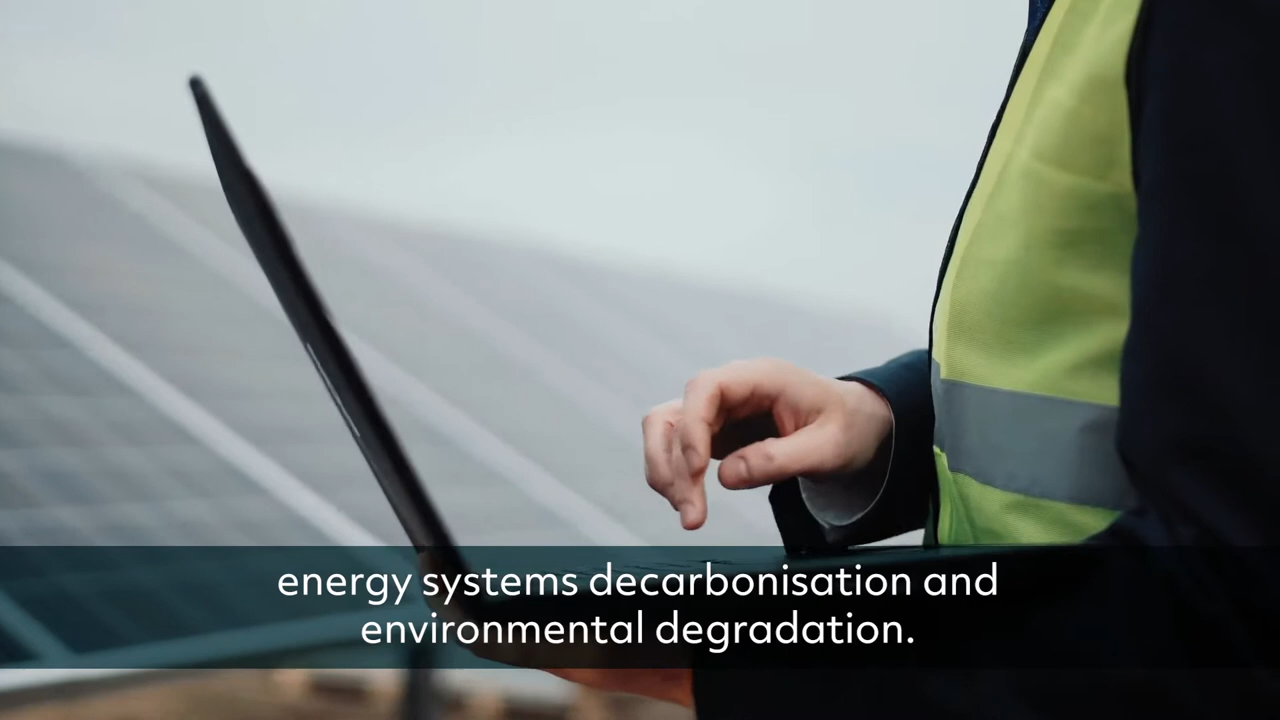 energy systems decarbonisation and
environmental degradation.